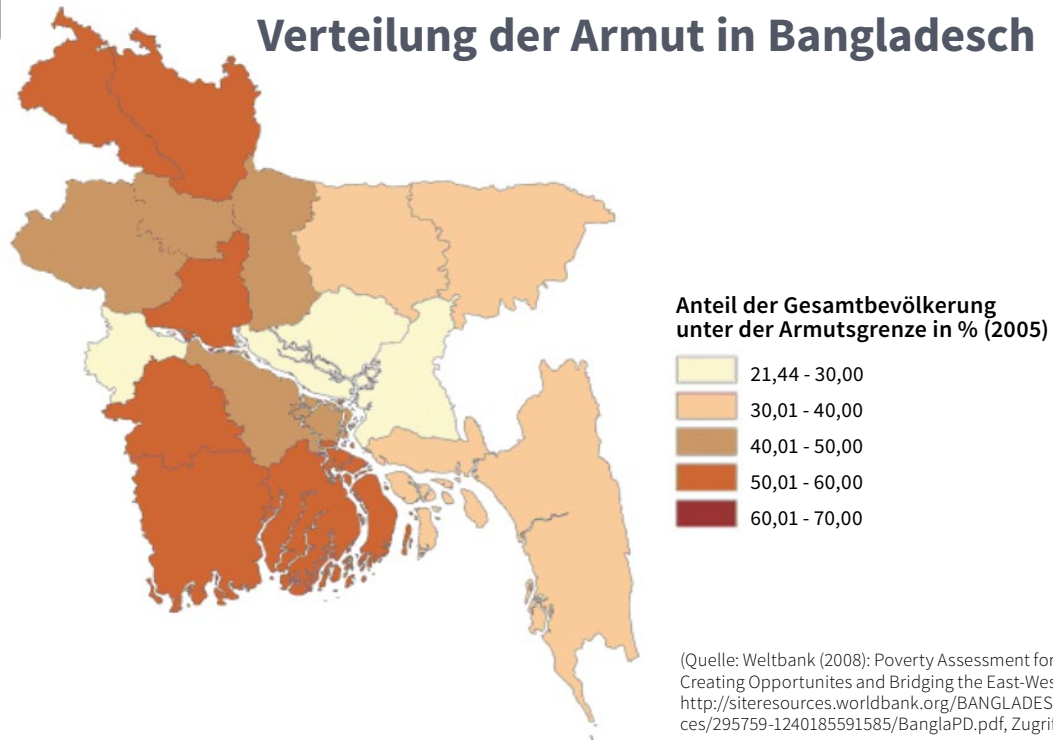 Verteilung der Armut in Bangladesch
Anteil der Gesamtbevölkerung
unter der Armutsgrenze in % (2005)
21,44 - 30,00
30,01 - 40,00
40,01 - 50,00
50,01 - 60,00
60,01 - 70,00
(Quelle: Weltbank (2008): Poverty Assessment for
Creating Opportunites and Bridging the East-Wes
http://siteresources.worldbank.org/BANGLADES
ces/295759-1240185591585/BanglaPD.pdf, Zugrif